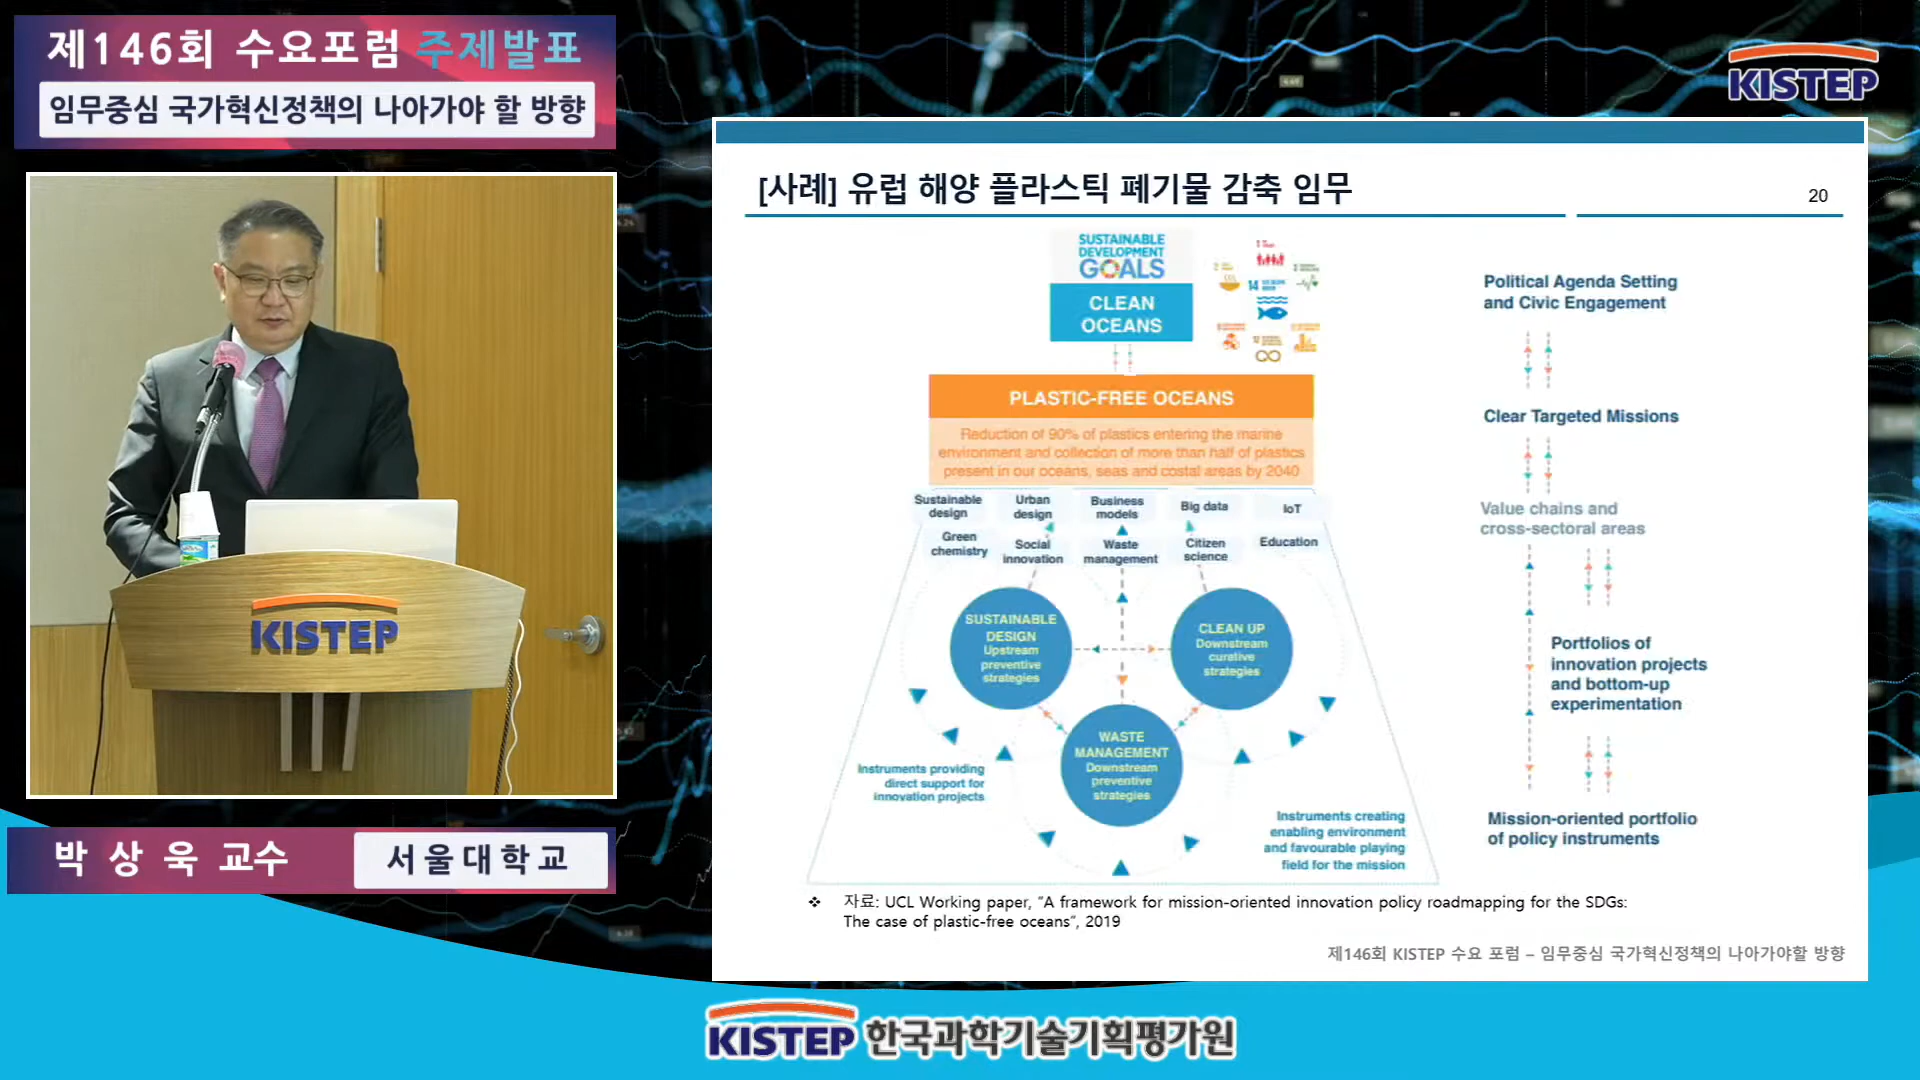 제146회 수요포럼 주제발표
임무중심 국가혁신정책의 나아가야 할 방향
KISTEP
KISTEP
박 상 욱 교수
서울대학교
[사례] 유럽 해양 플라스틱 폐기물 감축 임무
20
SUSTAINABLE
DEVELOPMENT
GOALS
CLEAN
OCEANS
14
PLASTIC-FREE OCEANS
Reduction of 90% of plastics entering the marine
environment and collection of more than half of plastics
present in our oceans, seas and costal areas by 2040
Sustainable
design
Urban
design
Business
models
Big data
IoT
Green
chemistry
Social
innovation
Waste
management
Citizen
science
Education
SUSTAINABLE
DESIGN
Upstream
preventive
strategies
CLEAN UP
Downstream
curative
strategies
WASTE
MANAGEMENT
Downstream
preventive
strategies
Instruments providing
direct support for
innovation projects
Instruments creating
enabling environment
and favourable playing
field for the mission
Political Agenda Setting
and Civic Engagement
Clear Targeted Missions
Value chains and
cross-sectoral areas
Portfolios of
innovation projects
and bottom-up
experimentation
Mission-oriented portfolio
of policy instruments
❖ 자료: UCL Working paper, “A framework for mission-oriented innovation policy roadmapping for the SDGs:
The case of plastic-free oceans”, 2019
제146회 KISTEP 수요 포럼 – 임무중심 국가혁신정책의 나아가야할 방향
KISTEP 한국과학기술기획평가원